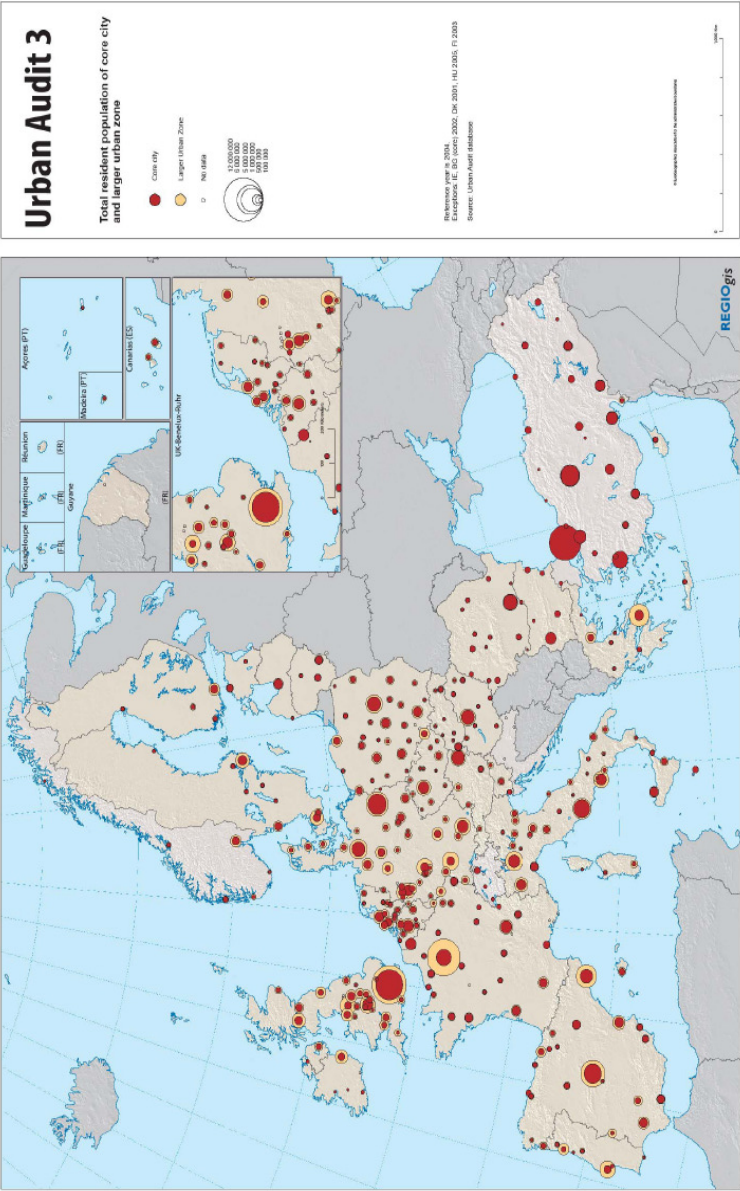 Urban Audit 3
Total resident population of core city
and larger urban zone
Core city
Larger Urban Zone
No data
12 000 000
5 000 000
1 000 000
500 000
100 000
Reference year is 2004.
Exceptions: IE, BG (core) 2002, DK 2001, HU 2005, FI 2003
Source: Urban Audit database
0
Guadeloupe
(FR)
Martinique
(FR)
Réunion
(FR)
Guyane
(FR)
Açores (PT)
Madeira (PT)
Canarias (ES)
UK-Benelux-Ruhr
REGIOgis